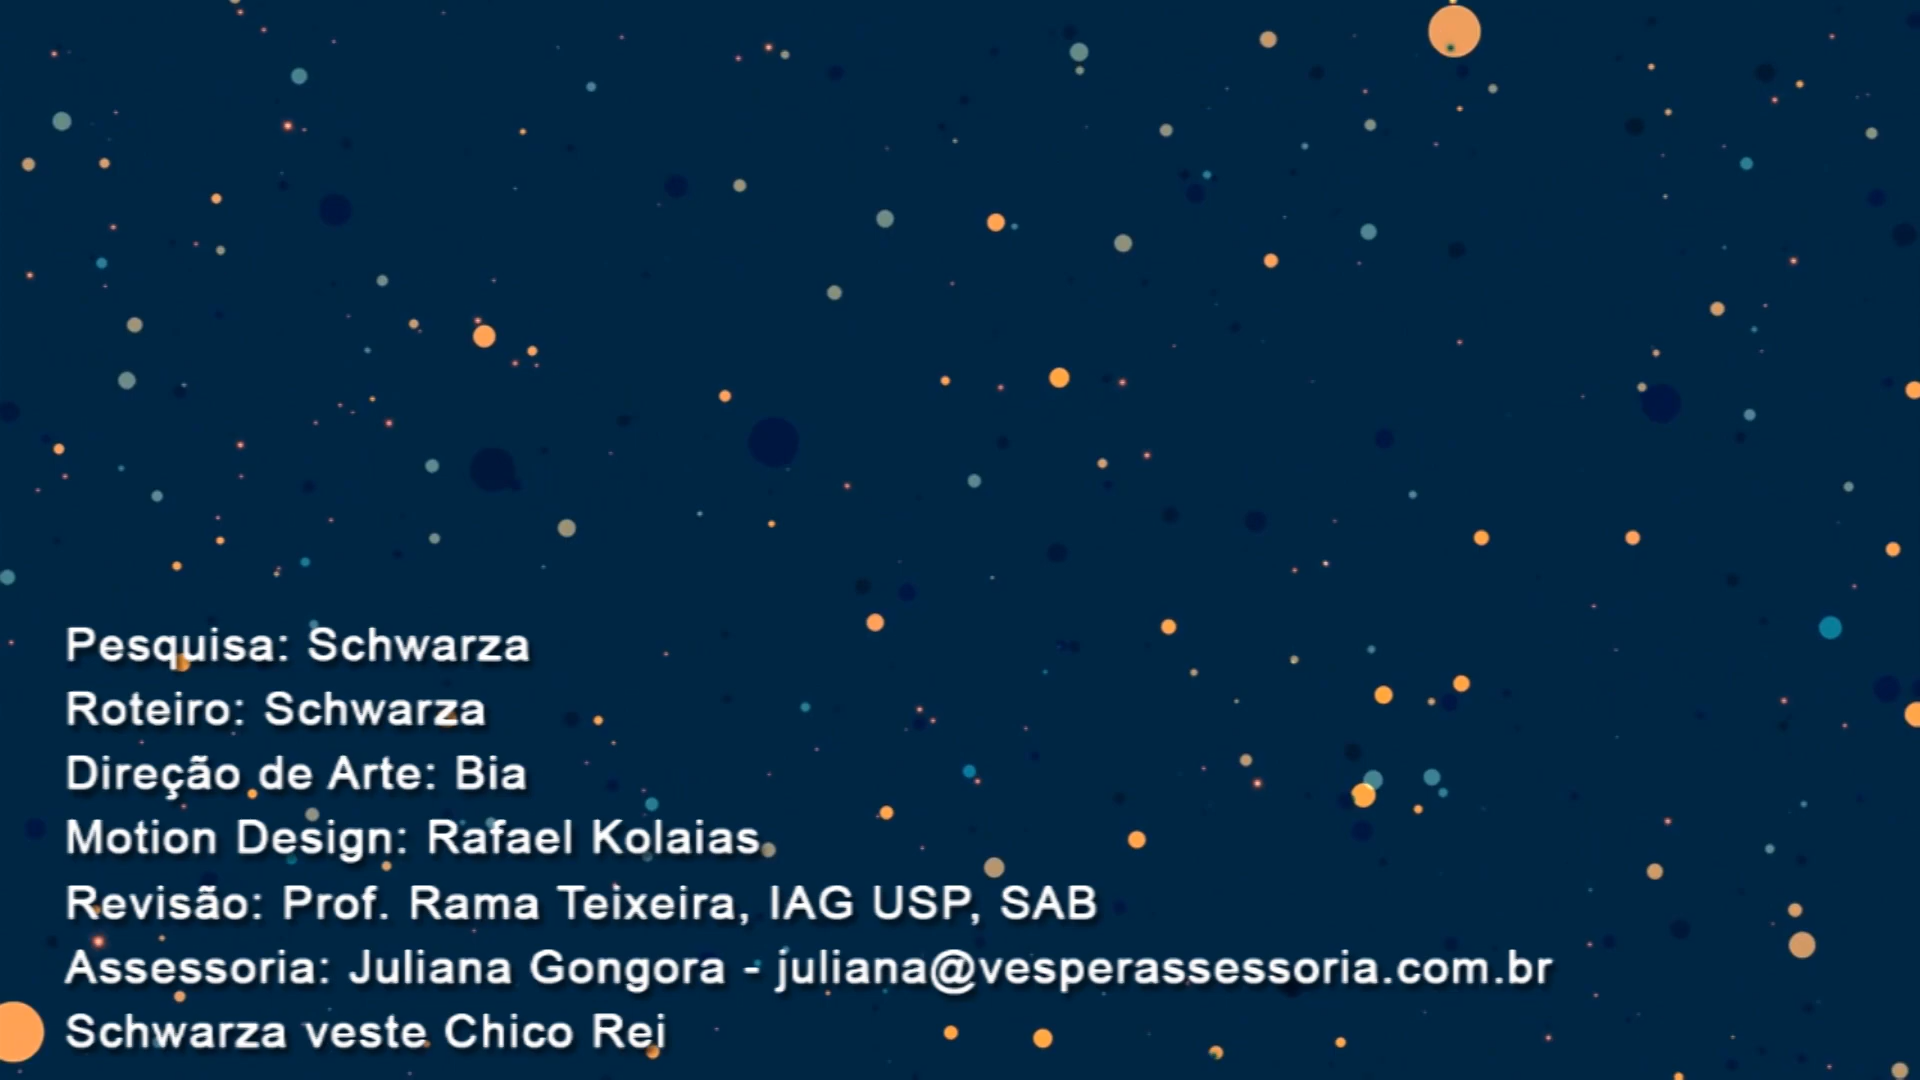 Pesquisa: Schwarza
Roteiro: Schwarza
Direção de Arte: Bia
Motion Design: Rafael Kolaias
Revisão: Prof. Rama Teixeira, IAG USP, SAB
Assessoria: Juliana Gongora - juliana@vesperassessoria.com.br
Schwarza veste Chico Rei